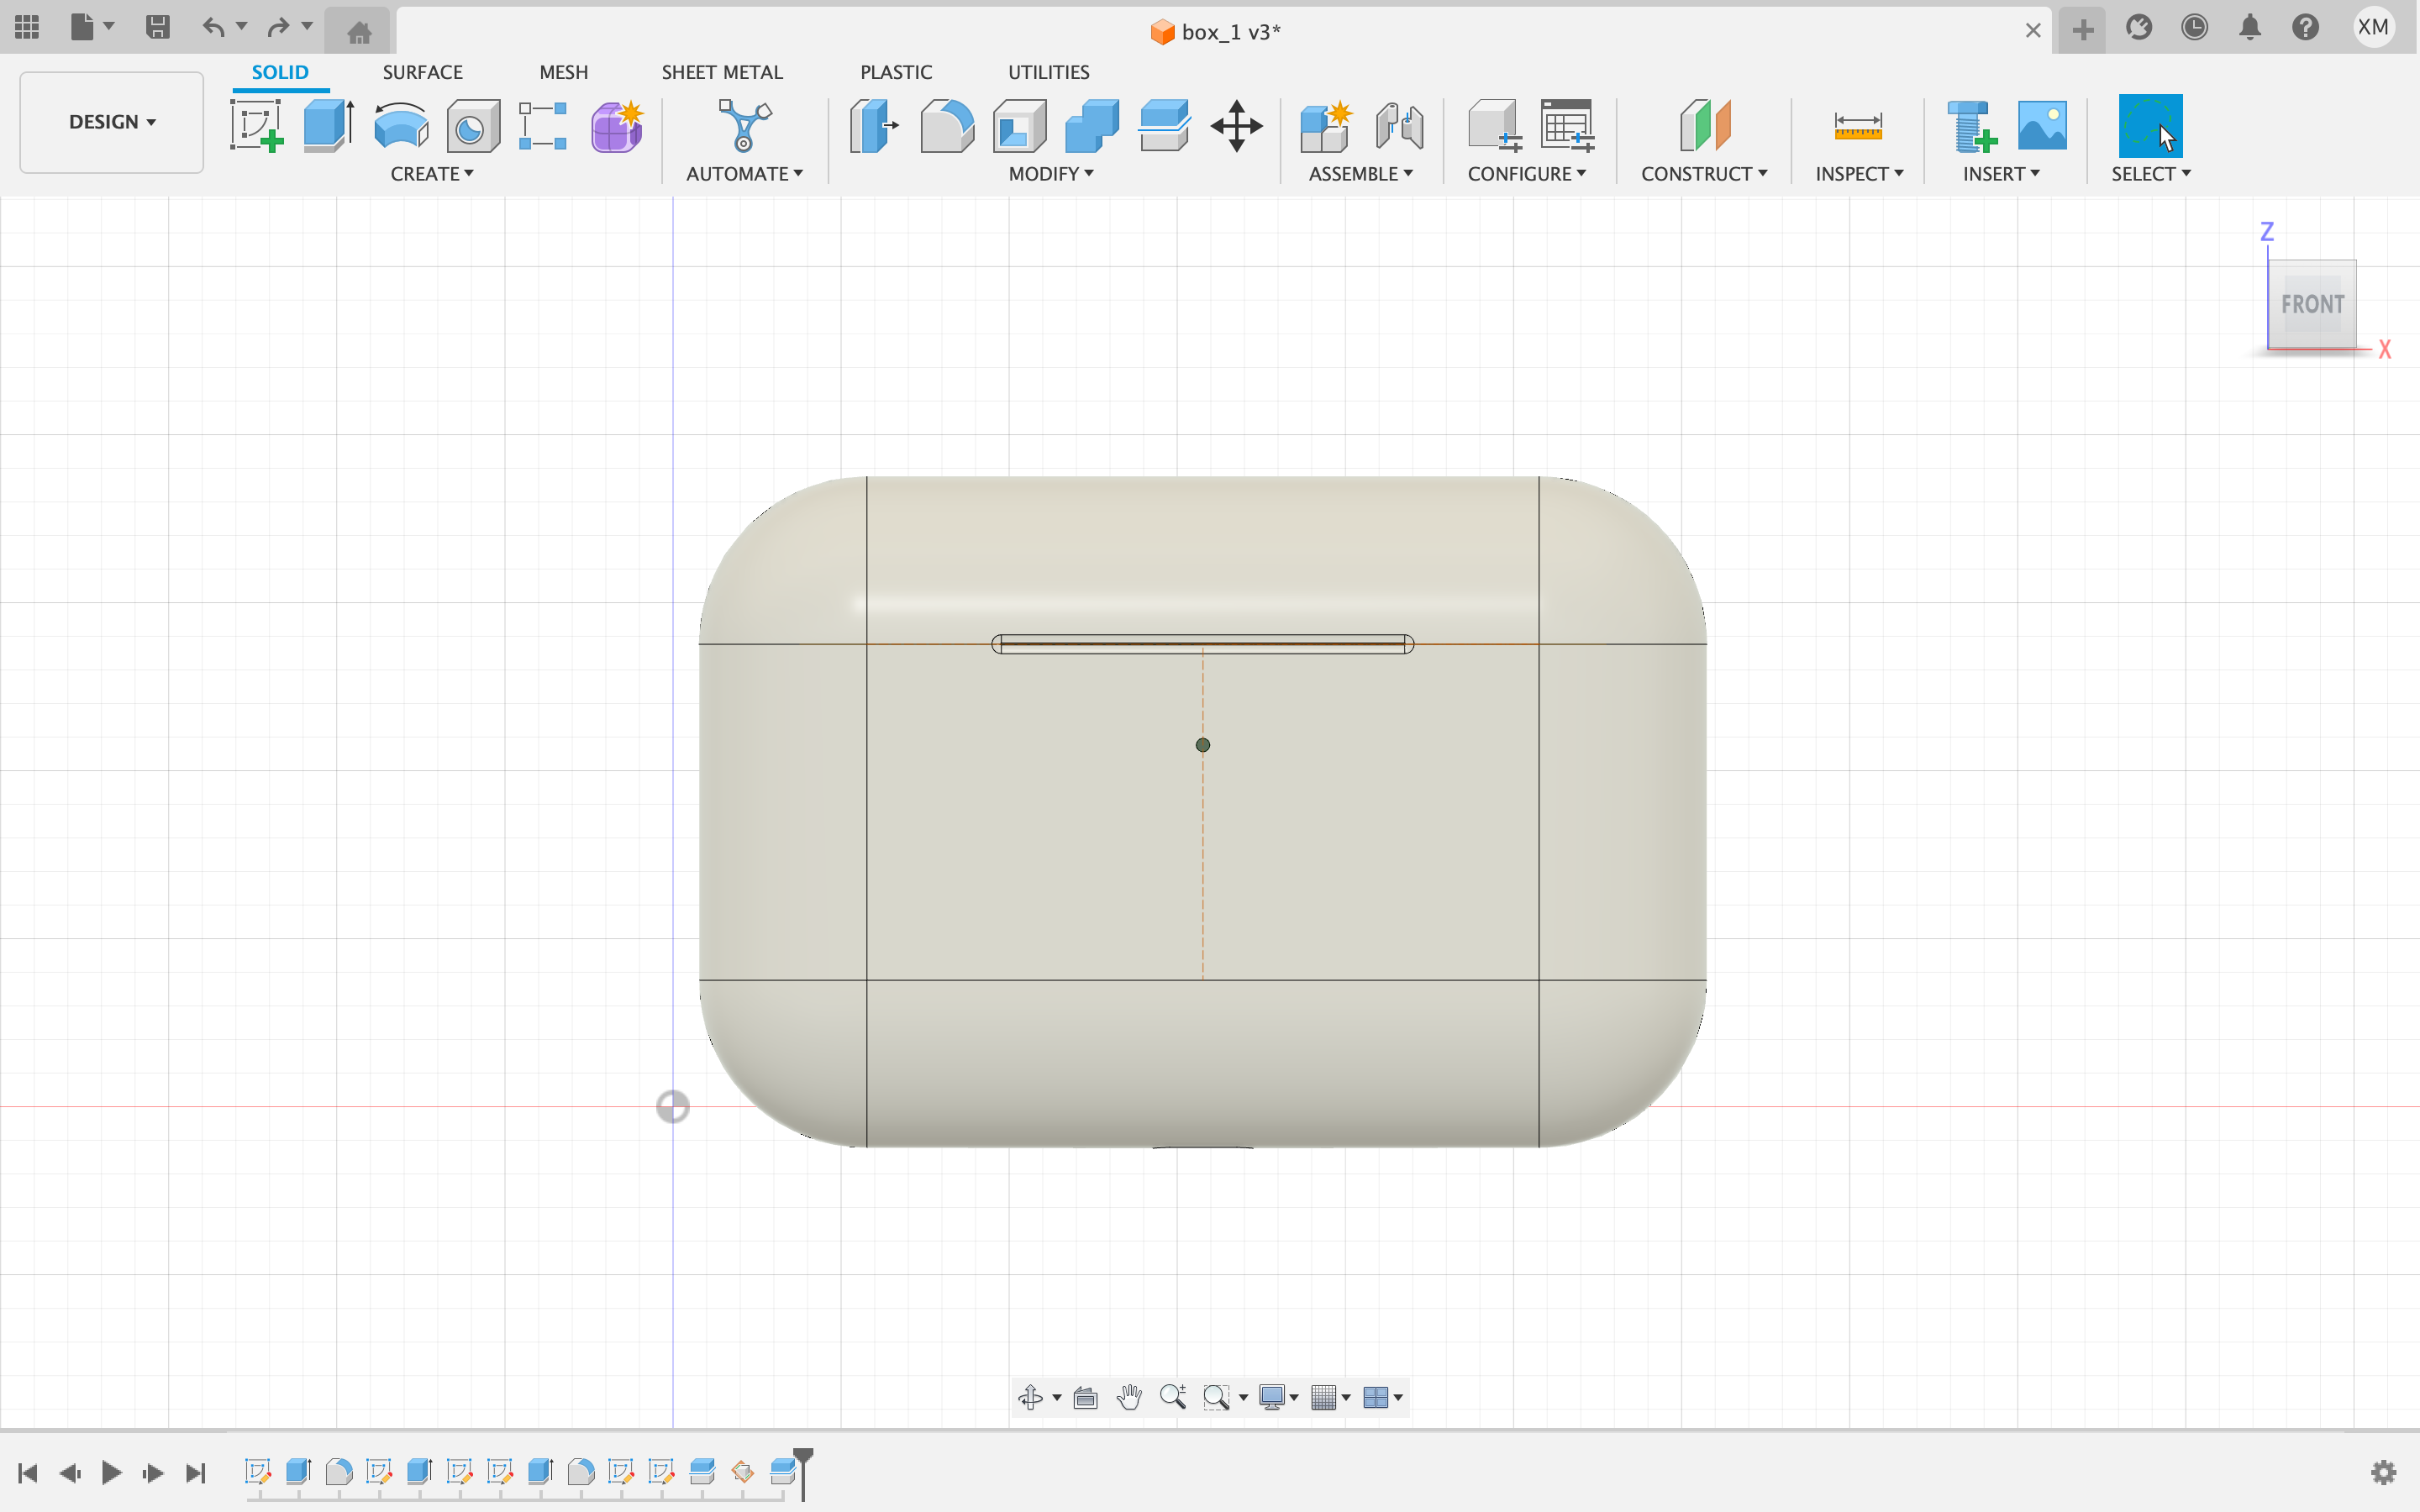 box_1 v3*
XM
SOLID
SURFACE
MESH
SHEET METAL
PLASTIC
UTILITIES
DESIGN
CREATE
AUTOMATE
MODIFY
ASSEMBLE
CONFIGURE
CONSTRUCT
INSPECT
INSERT
SELECT
Z
FRONT
X